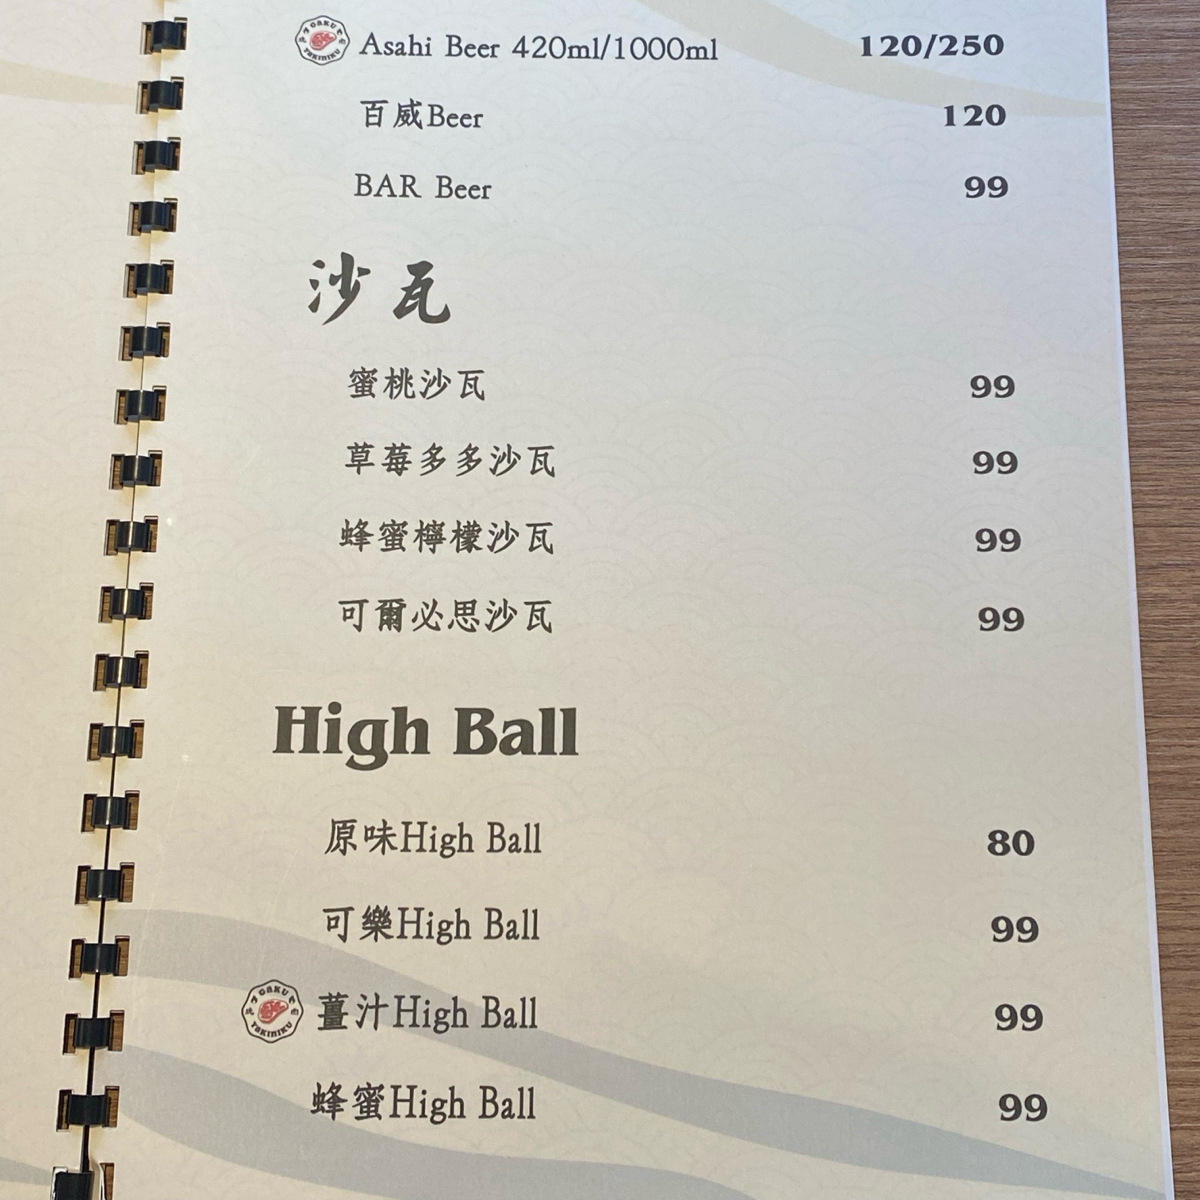 Asahi Beer 420ml/1000ml 120/250
百威Beer 120
BAR Beer 99
沙瓦
蜜桃沙瓦 99
草莓多多沙瓦 99
蜂蜜檸檬沙瓦 99
可爾必思沙瓦 99
High Ball
原味High Ball 80
可樂High Ball 99
GAKU YAKINIKU
薑汁High Ball 99
蜂蜜High Ball 99